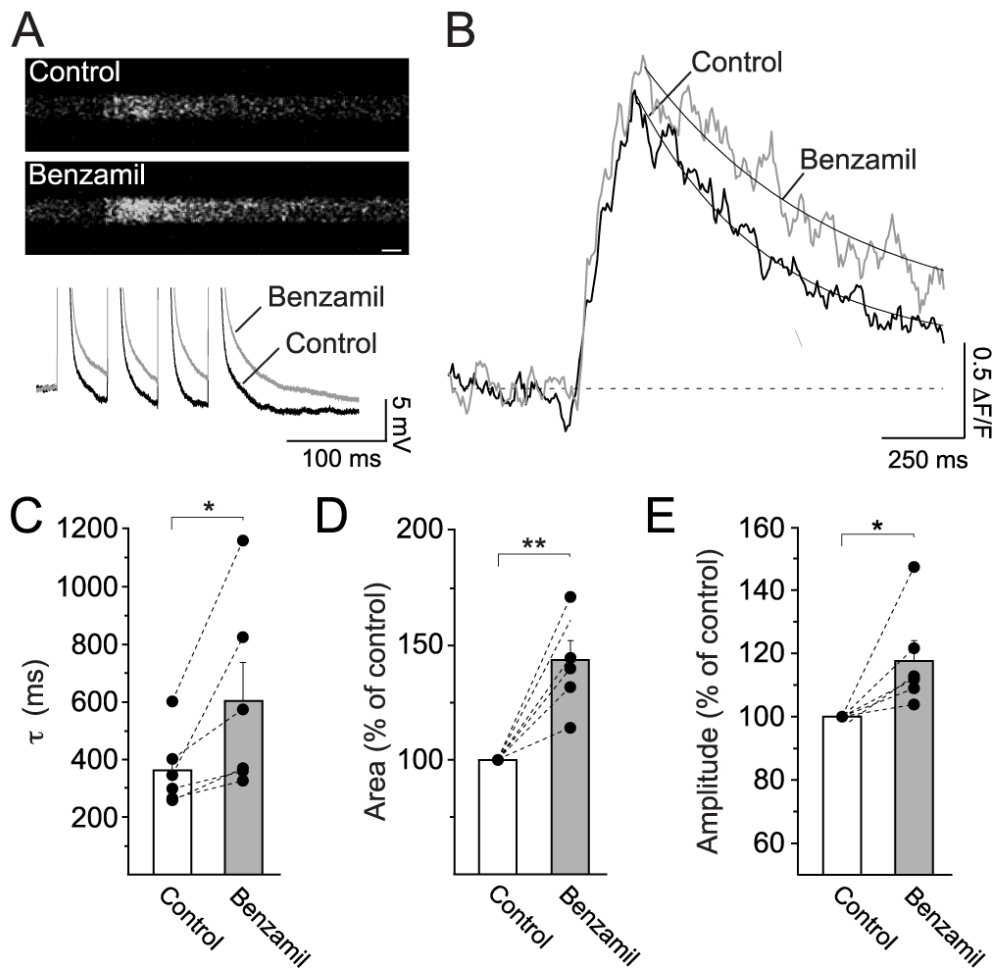 A
Control
Benzamil
Benzamil
Control
5 mV
100 ms
B
Control
Benzamil
0.5 ΔF/F
250 ms
C
τ (ms)
1200
1000
800
600
400
200
*
Control
Benzamil
D
Area (% of control)
200
150
100
**
Control
Benzamil
E
Amplitude (% of control)
160
140
120
100
80
60
*
Control
Benzamil